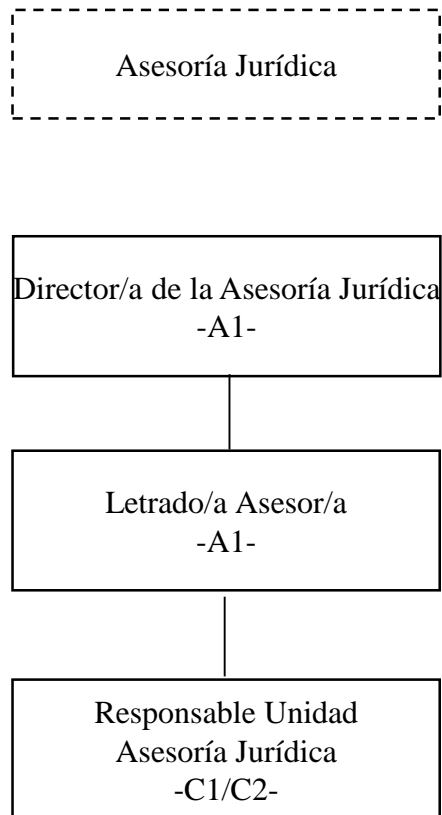 Asesoría Jurídica
Director/a de la Asesoría Jurídica
-A1-
Letrado/a Asesor/a
-A1-
Responsable Unidad
Asesoría Jurídica
-C1/C2-